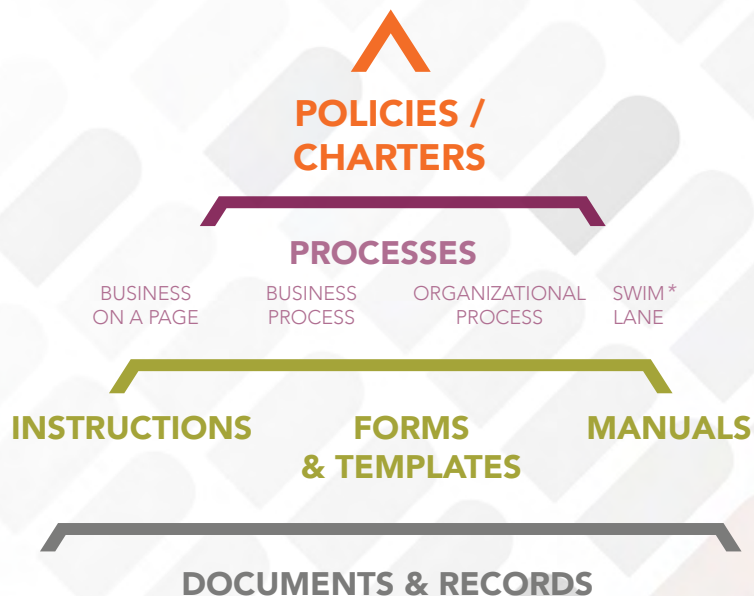 POLICIES /
CHARTERS
PROCESSES
BUSINESS
ON A PAGE
BUSINESS
PROCESS
ORGANIZATIONAL
PROCESS
SWIM*
LANE
INSTRUCTIONS
FORMS
& TEMPLATES
MANUALS
DOCUMENTS & RECORDS